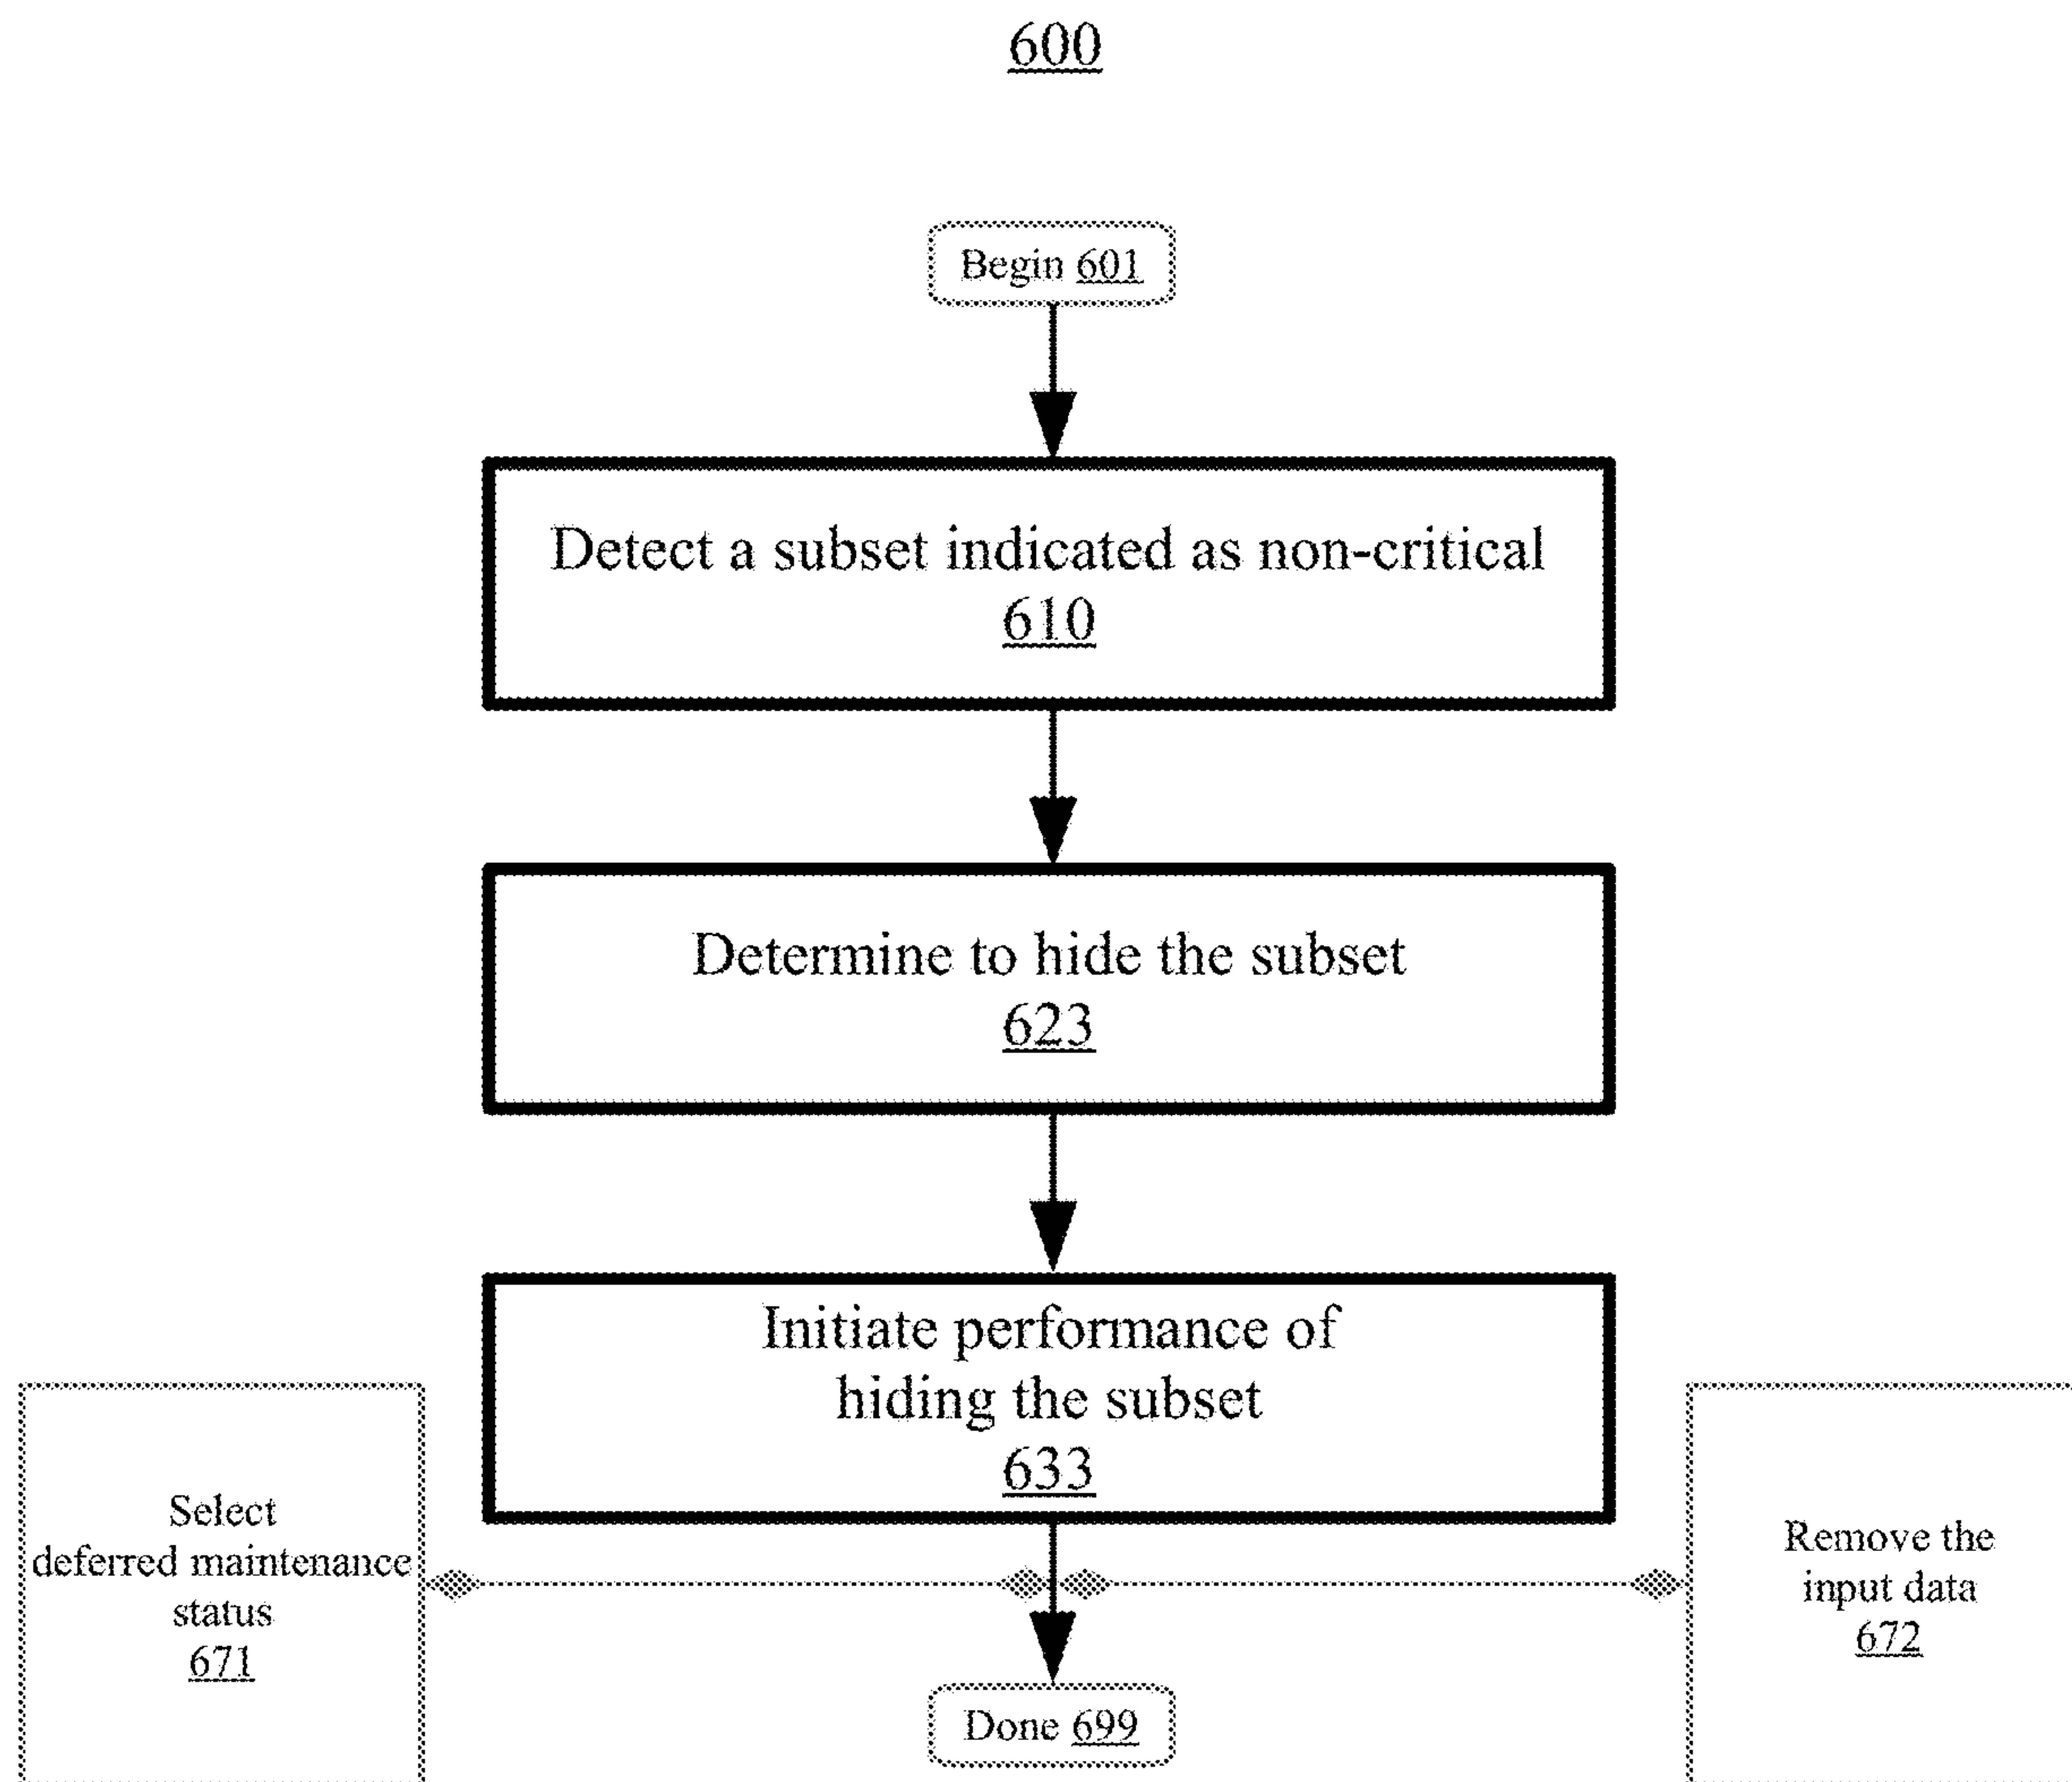 600
Begin 601
Detect a subset indicated as non-critical
610
Determine to hide the subset
623
Initiate performance of
hiding the subset
633
Select
deferred maintenance
status
671
Remove the
input data
672
Done 699